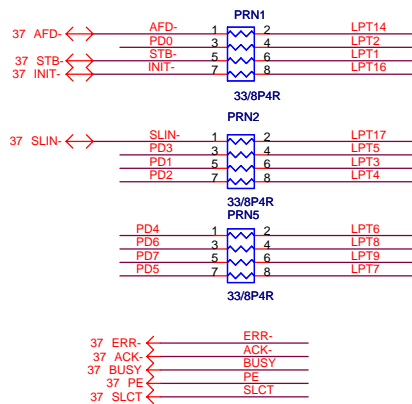 PRN1
37 AFD- AFD- 1 2 LPT14
PD0 3 4 LPT2
37 STB- STB- 5 6 LPT1
37 INIT- INIT- 7 8 LPT16
33/8P4R
PRN2
37 SLIN- SLIN- 1 2 LPT17
PD3 3 4 LPT5
PD1 5 6 LPT3
PD2 7 8 LPT4
33/8P4R
PRN5
PD4 1 2 LPT6
PD6 3 4 LPT8
PD7 5 6 LPT9
PD5 7 8 LPT7
33/8P4R
37 ERR- ERR-
37 ACK- ACK-
37 BUSY BUSY
37 PE PE
37 SLCT SLCT